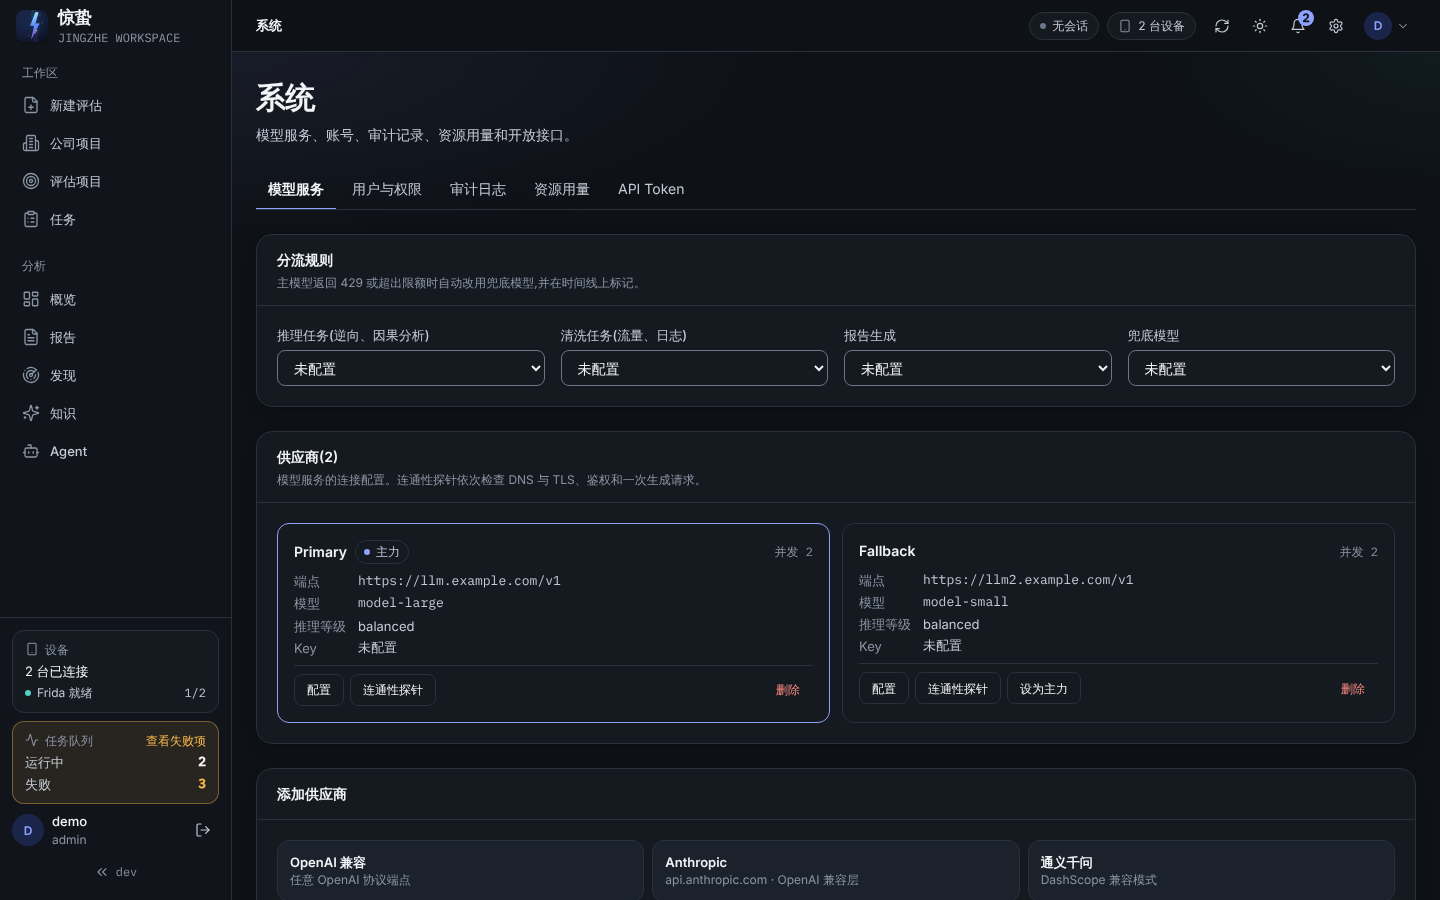 惊蛰
JINGZHE WORKSPACE
工作区
新建评估
公司项目
评估项目
任务
分析
概览
报告
发现
知识
Agent
设备
2 台已连接
Frida 就绪 1/2
任务队列 查看失败项
运行中 2
失败 3
D demo
admin
dev
系统
无会话
2 台设备
2
D
系统
模型服务、账号、审计记录、资源用量和开放接口。
模型服务 用户与权限 审计日志 资源用量 API Token
分流规则
主模型返回 429 或超出限额时自动改用兜底模型,并在时间线上标记。
推理任务(逆向、因果分析) 清洗任务(流量、日志) 报告生成 兜底模型
未配置 未配置 未配置 未配置
供应商(2)
模型服务的连接配置。连通性探针依次检查 DNS 与 TLS、鉴权和一次生成请求。
Primary 主力 并发 2
端点 https://llm.example.com/v1
模型 model-large
推理等级 balanced
Key 未配置
配置 连通性探针 删除
Fallback 并发 2
端点 https://llm2.example.com/v1
模型 model-small
推理等级 balanced
Key 未配置
配置 连通性探针 设为主力 删除
添加供应商
OpenAI 兼容
任意 OpenAI 协议端点
Anthropic
api.anthropic.com · OpenAI 兼容层
通义千问
DashScope 兼容模式